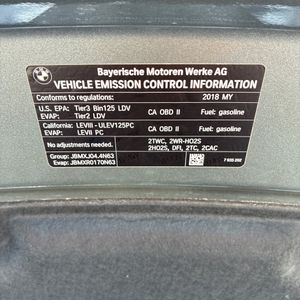 BMW
Bayerische Motoren Werke AG
VEHICLE EMISSION CONTROL INFORMATION
Conforms to regulations: 2018 MY
U.S. EPA: Tier3 Bin125 LDV CA OBD II Fuel: gasoline
EVAP: Tier2 LDV
California: LEVIII - ULEV125PC CA OBD II Fuel: gasoline
EVAP: LEVII PC
No adjustments needed. 2TWC, 2WR-HO2S
2HO2S, DFI, 2TC, 2CAC
Group: JBMXJ04.4N63
Evap: JBMXR0170N63